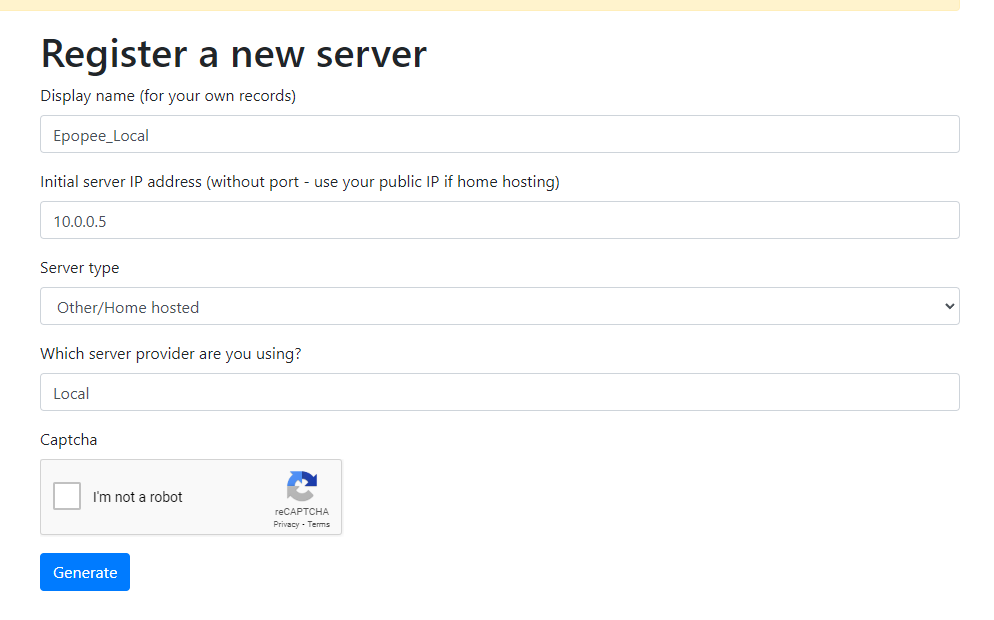 Register a new server
Display name (for your own records)
Epopee_Local
Initial server IP address (without port - use your public IP if home hosting)
10.0.0.5
Server type
Other/Home hosted
Which server provider are you using?
Local
Captcha
I'm not a robot
reCAPTCHA
Privacy - Terms
Generate